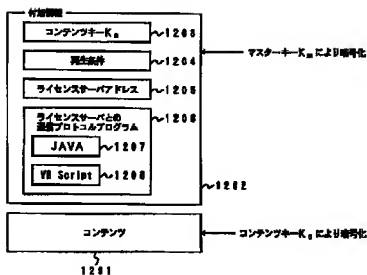 付加情報
コンテンツキーKc 1203
再生条件 1204
ライセンスサーバアドレス 1205
ライセンスサーバとの
通信プロトコルプログラム 1206
JAVA 1207
VB Script 1208
1202
マスターキーKmにより暗号化
コンテンツ
コンテンツキーKcにより暗号化
1201